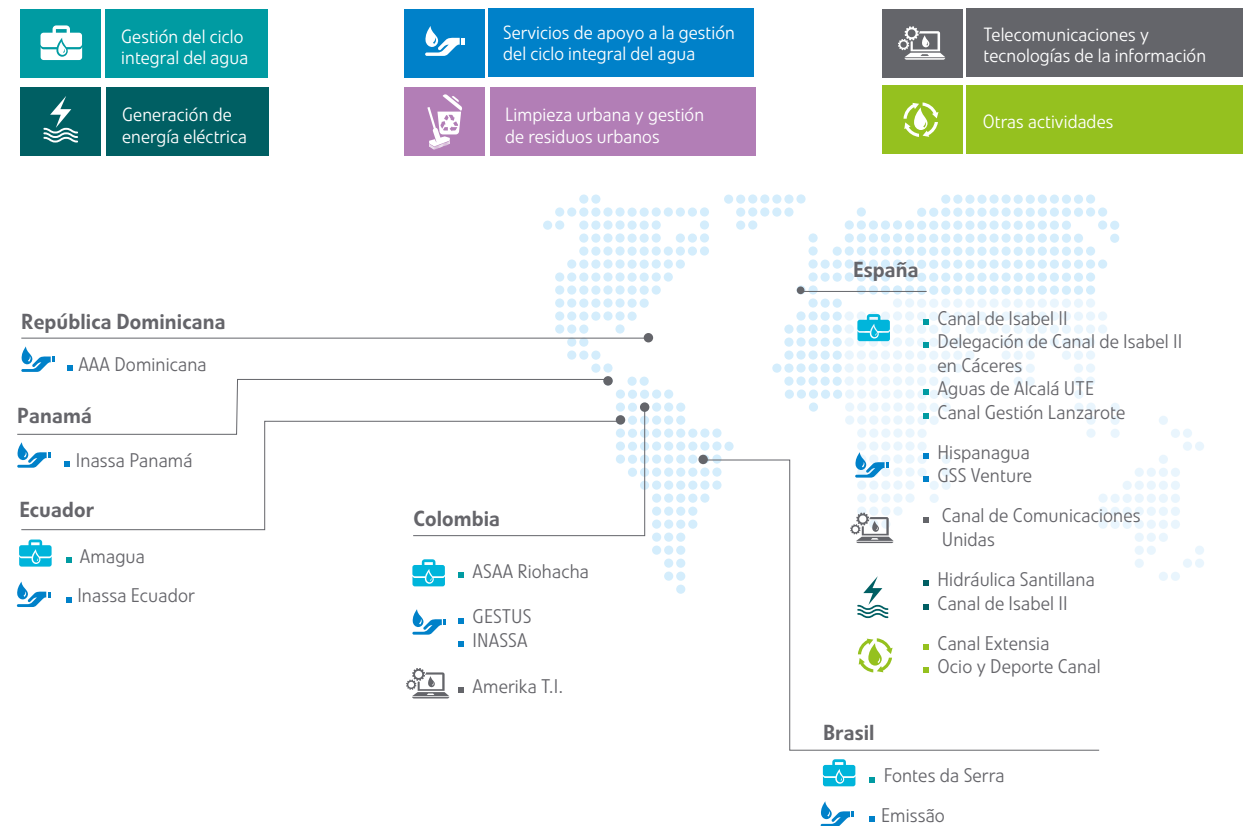 Gestión del ciclo
integral del agua
Servicios de apoyo a la gestión
del ciclo integral del agua
Telecomunicaciones y
tecnologías de la información
Generación de
energía eléctrica
Limpieza urbana y gestión
de residuos urbanos
Otras actividades
República Dominicana
AAA Dominicana
Panamá
Inassa Panamá
Ecuador
Amagua
Inassa Ecuador
Colombia
ASAA Riohacha
GESTUS
INASSA
Amerika T.I.
España
Canal de Isabel II
Delegación de Canal de Isabel II
en Cáceres
Aguas de Alcalá UTE
Canal Gestión Lanzarote
Hispanagua
GSS Venture
Canal de Comunicaciones
Unidas
Hidráulica Santillana
Canal de Isabel II
Canal Extensia
Ocio y Deporte Canal
Brasil
Fontes da Serra
Emissão